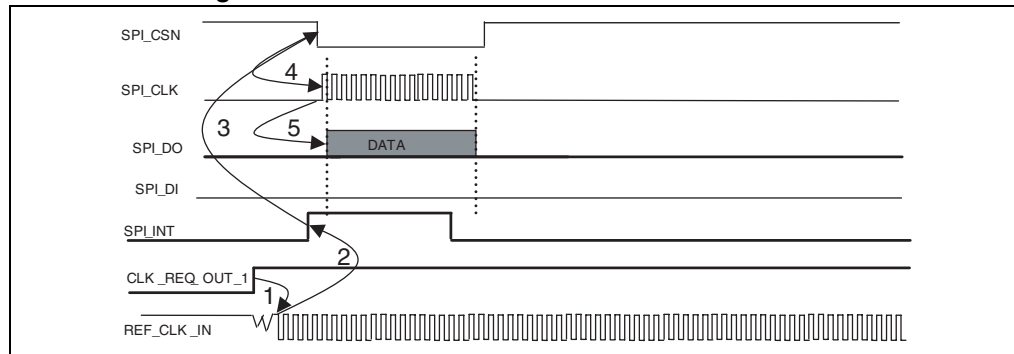 SPI_CSN
4
SPI_CLK
3
5
DATA
SPI_DO
SPI_DI
SPI_INT
2
CLK_REQ_OUT_1
1
REF_CLK_IN